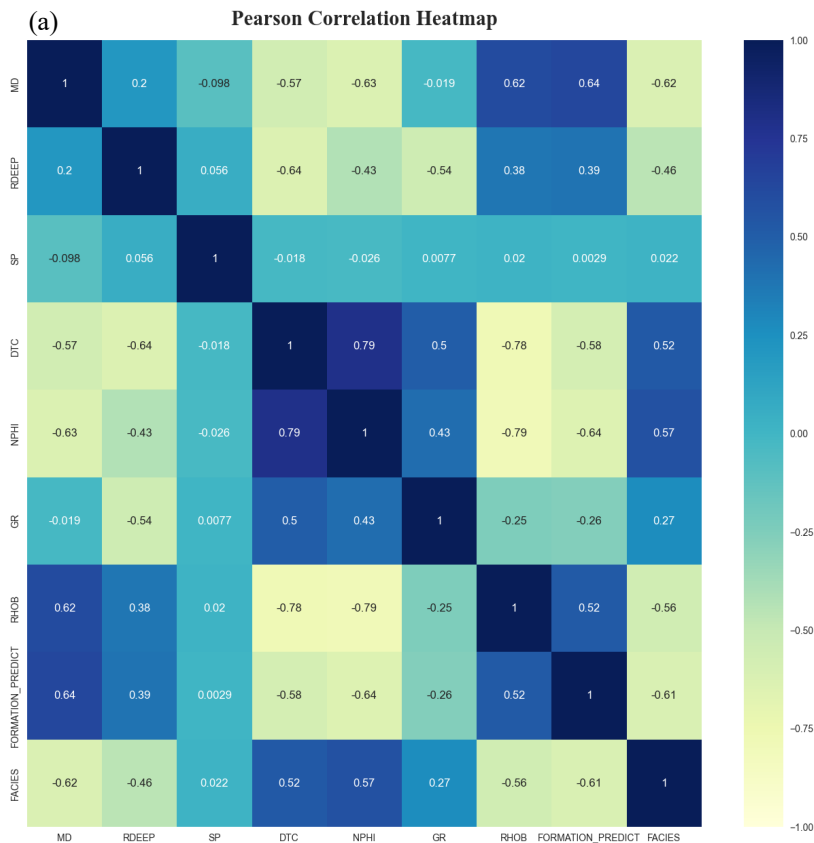 (a)
Pearson Correlation Heatmap
MD 1 0.2 -0.098 -0.57 -0.63 -0.019 0.62 0.64 -0.62
RDEEP 0.2 1 0.056 -0.64 -0.43 -0.54 0.38 0.39 -0.46
SP -0.098 0.056 1 -0.018 -0.026 0.0077 0.02 0.0029 0.022
DTC -0.57 -0.64 -0.018 1 0.79 0.5 -0.78 -0.58 0.52
NPHI -0.63 -0.43 -0.026 0.79 1 0.43 -0.79 -0.64 0.57
GR -0.019 -0.54 0.0077 0.5 0.43 1 -0.25 -0.26 0.27
RHOB 0.62 0.38 0.02 -0.78 -0.79 -0.25 1 0.52 -0.56
FORMATION_PREDICT 0.64 0.39 0.0029 -0.58 -0.64 -0.26 0.52 1 -0.61
FACIES -0.62 -0.46 0.022 0.52 0.57 0.27 -0.56 -0.61 1
MD RDEEP SP DTC NPHI GR RHOB FORMATION_PREDICT FACIES
1.00
0.75
0.50
0.25
0.00
−0.25
−0.50
−0.75
−1.00